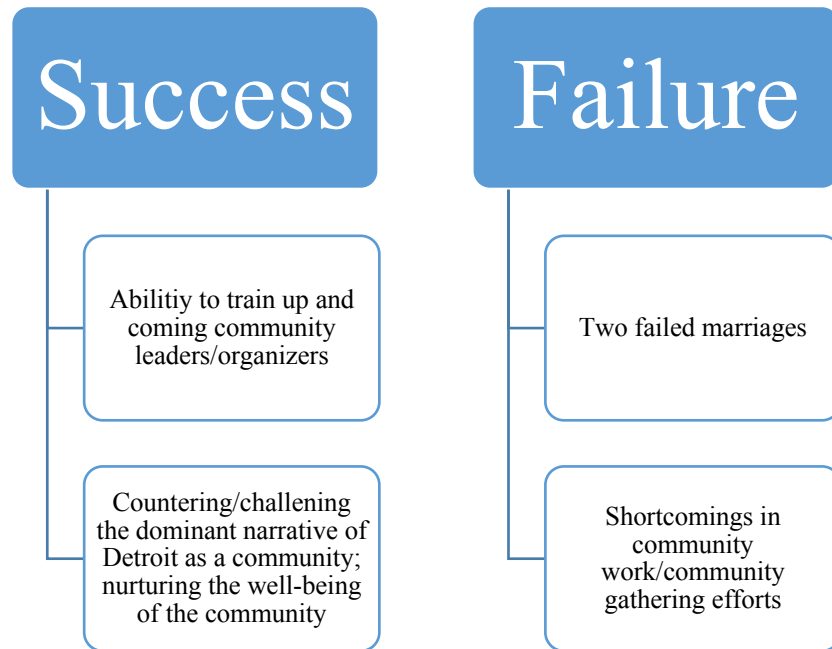 Success
Abilitiy to train up and
coming community
leaders/organizers
Countering/challening
the dominant narrative of
Detroit as a community;
nurturing the well-being
of the community
Failure
Two failed marriages
Shortcomings in
community
work/community
gathering efforts